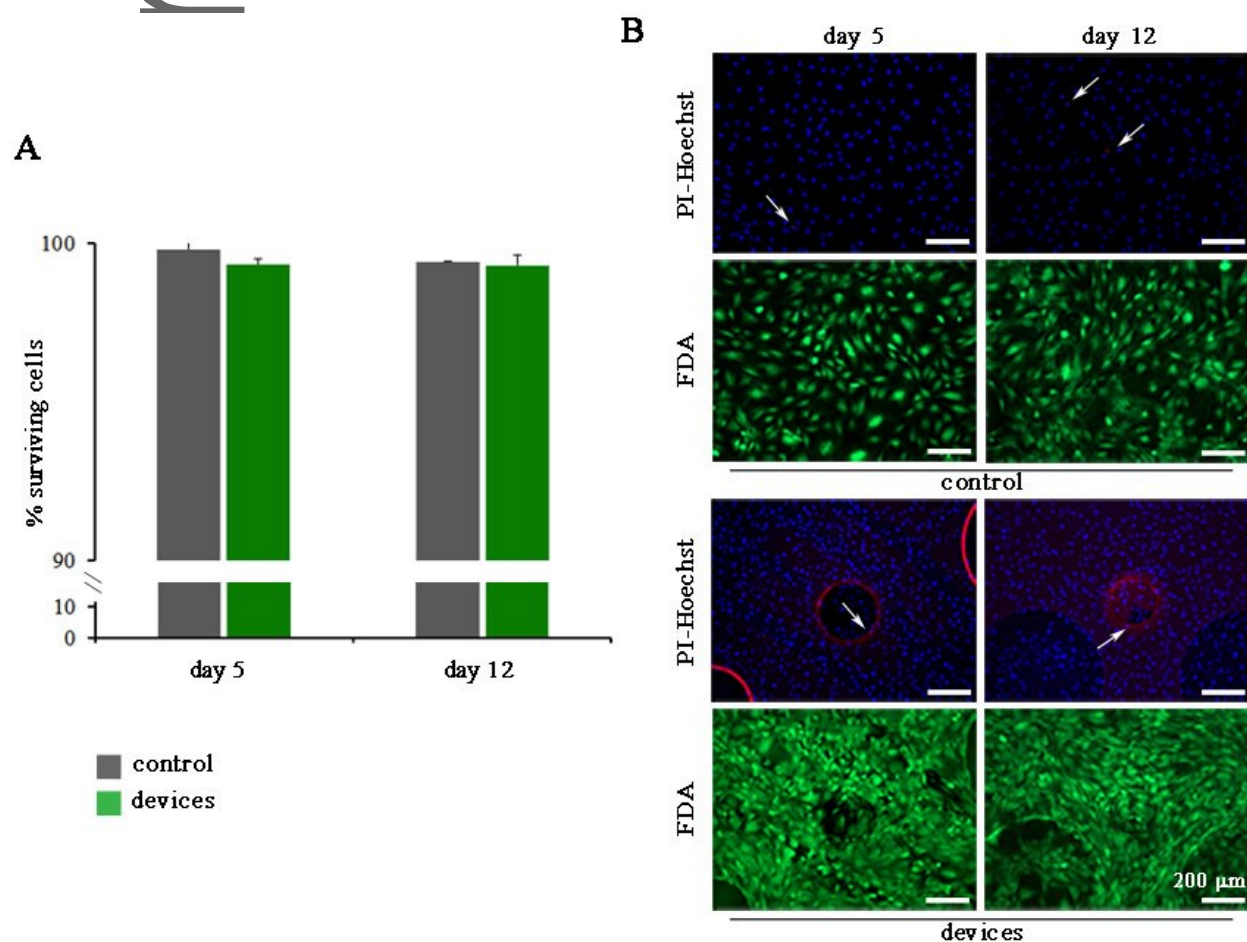 A
100
90
10
0
% surviving cells
day 5
day 12
control
devices
B
day 5
day 12
PI-Hoechst
FDA
control
PI-Hoechst
FDA
200 μm
devices